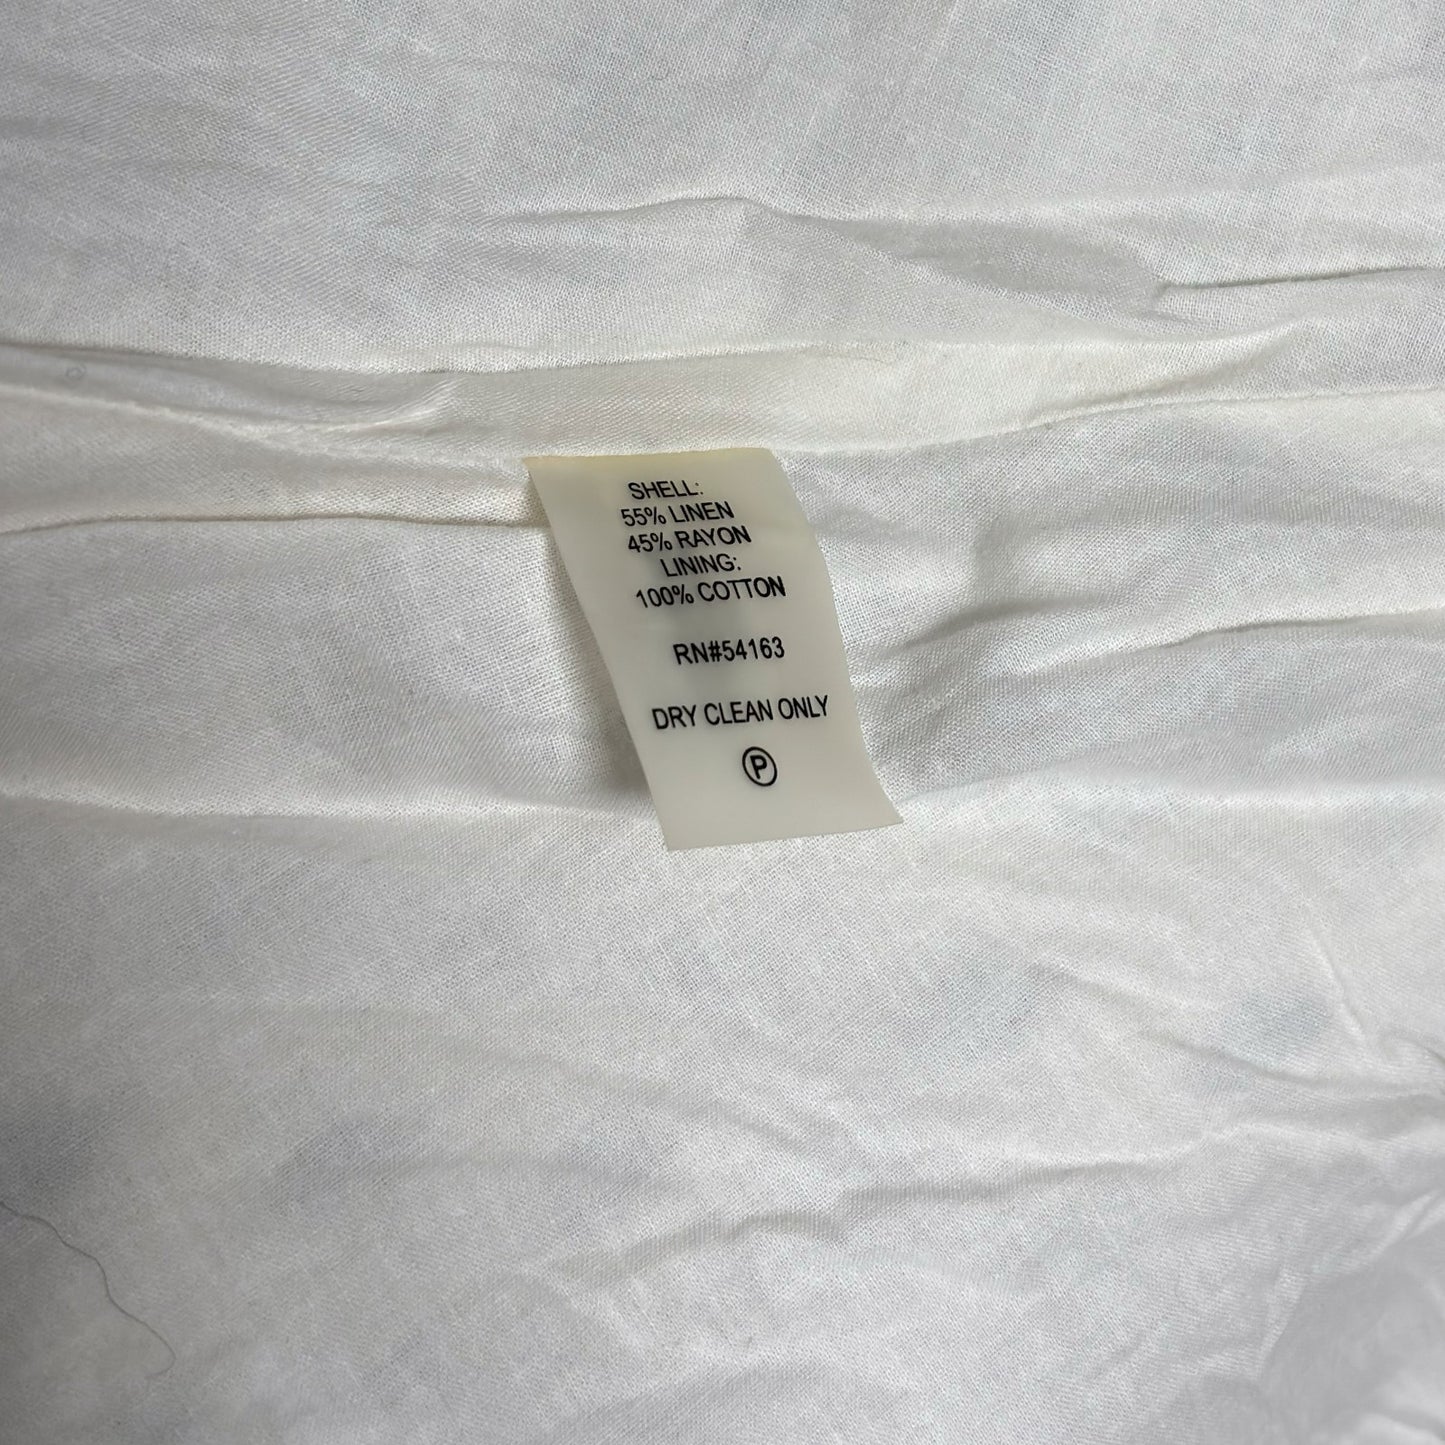 SHELL:
55% LINEN
45% RAYON
LINING:
100% COTTON
RN#54163
DRY CLEAN ONLY
P